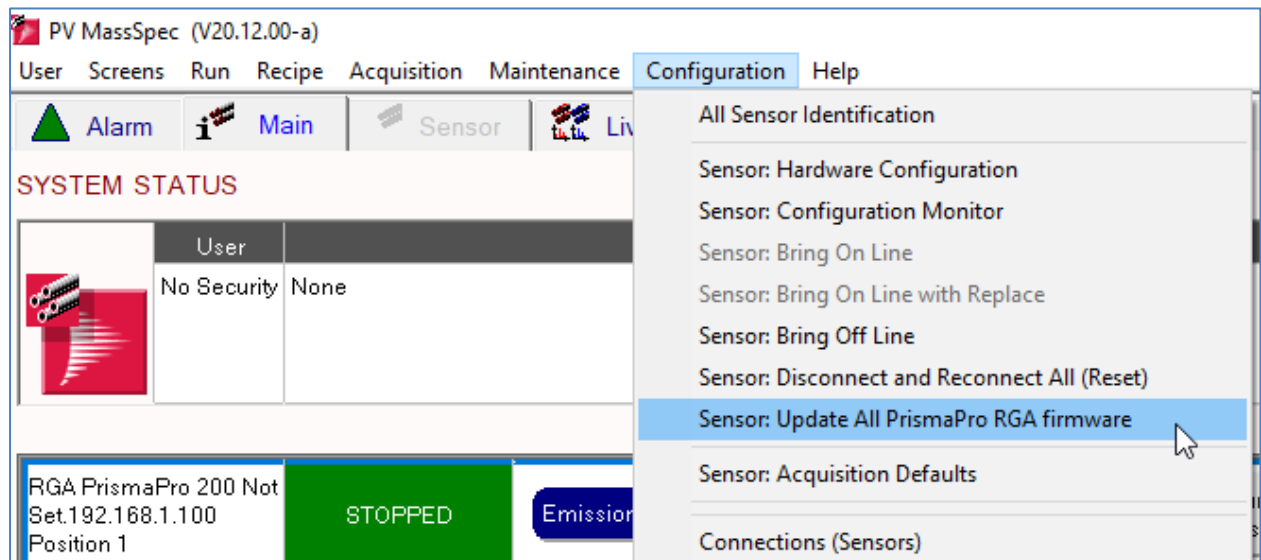 PV MassSpec (V20.12.00-a)
User Screens Run Recipe Acquisition Maintenance Configuration Help
Alarm
Main
Sensor
All Sensor Identification
Sensor: Hardware Configuration
Sensor: Configuration Monitor
Sensor: Bring On Line
Sensor: Bring On Line with Replace
Sensor: Bring Off Line
Sensor: Disconnect and Reconnect All (Reset)
Sensor: Update All PrismaPro RGA firmware
Sensor: Acquisition Defaults
Connections (Sensors)
SYSTEM STATUS
User
No Security None
RGA PrismaPro 200 Not
Set.192.168.1.100
Position 1
STOPPED
Emission